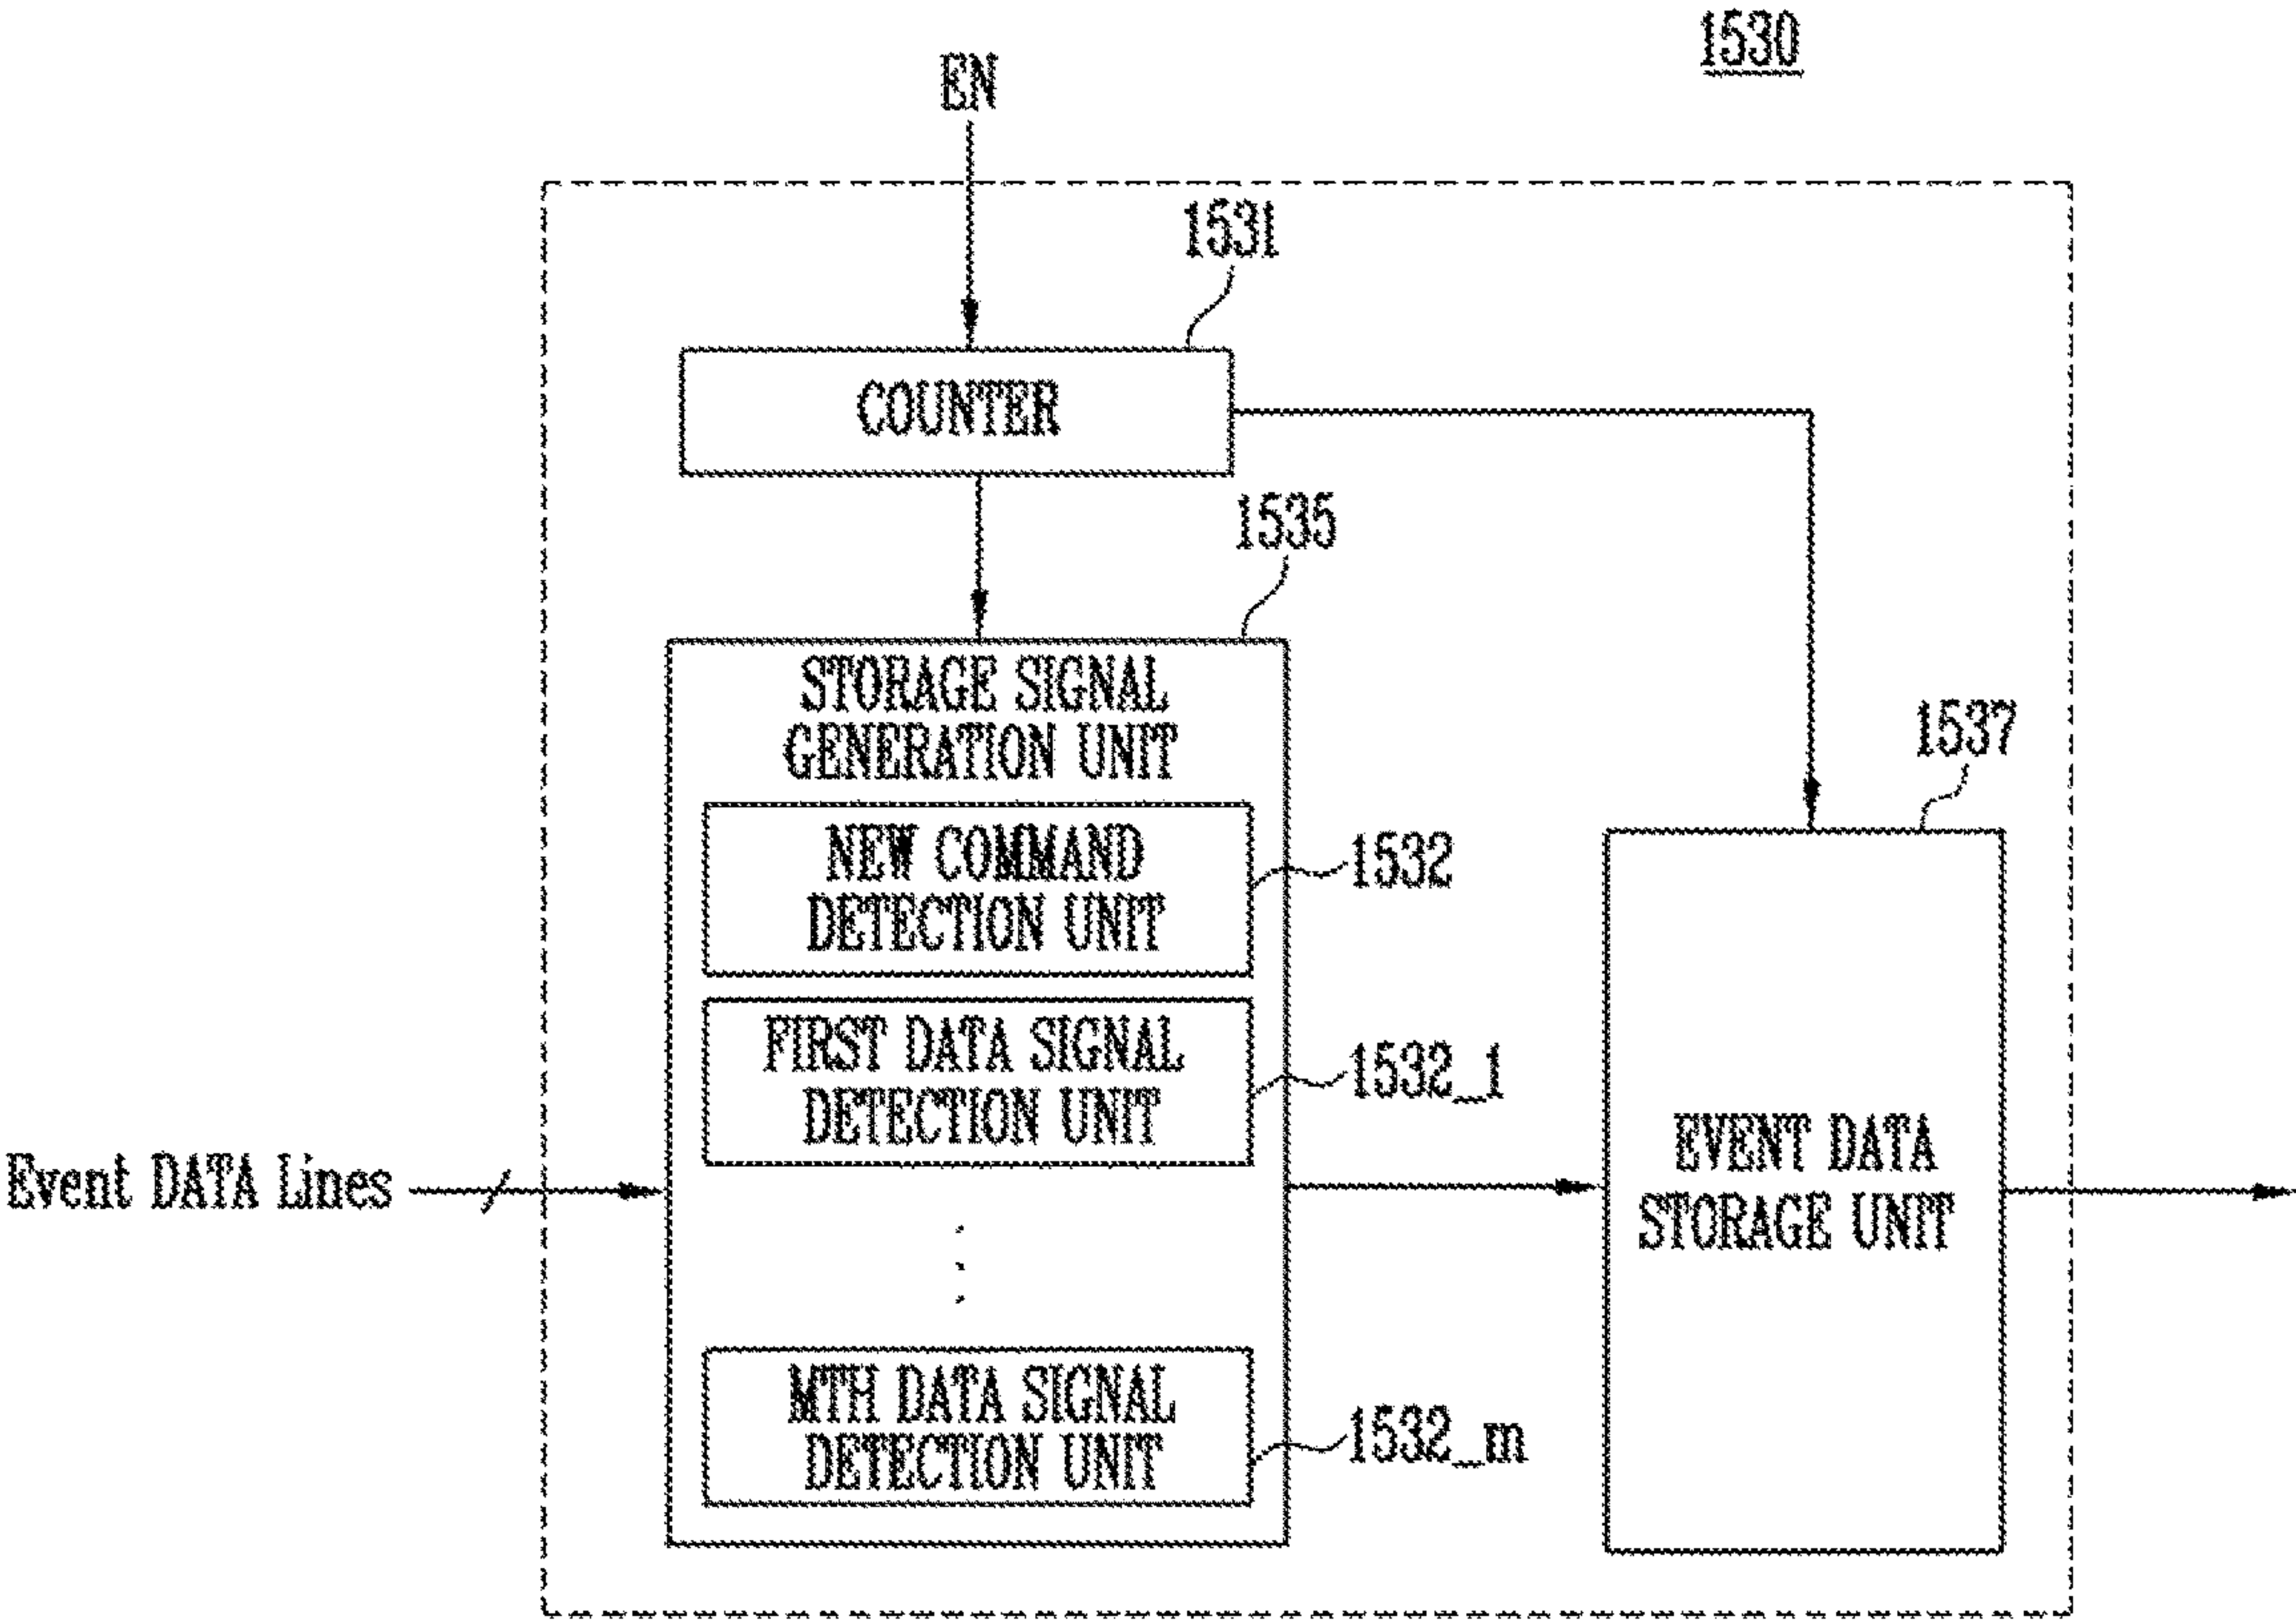 1530
EN
1531
COUNTER
1535
STORAGE SIGNAL
GENERATION UNIT
1537
NEW COMMAND
DETECTION UNIT
1532
FIRST DATA SIGNAL
DETECTION UNIT
1532_1
Event DATA Lines
EVENT DATA
STORAGE UNIT
MTH DATA SIGNAL
DETECTION UNIT
1532_m